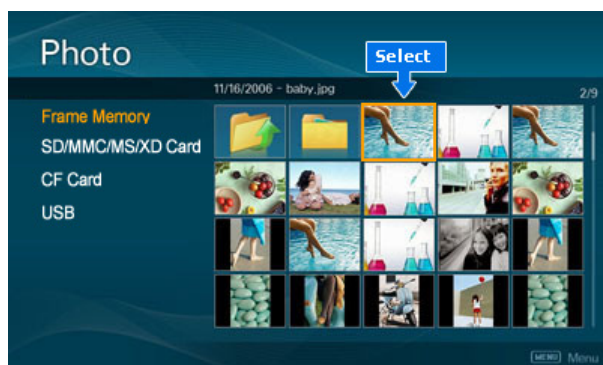 Photo
Select
11/16/2006 - baby.jpg
2/9
Frame Memory
SD/MMC/MS/XD Card
CF Card
USB
MENU Menu